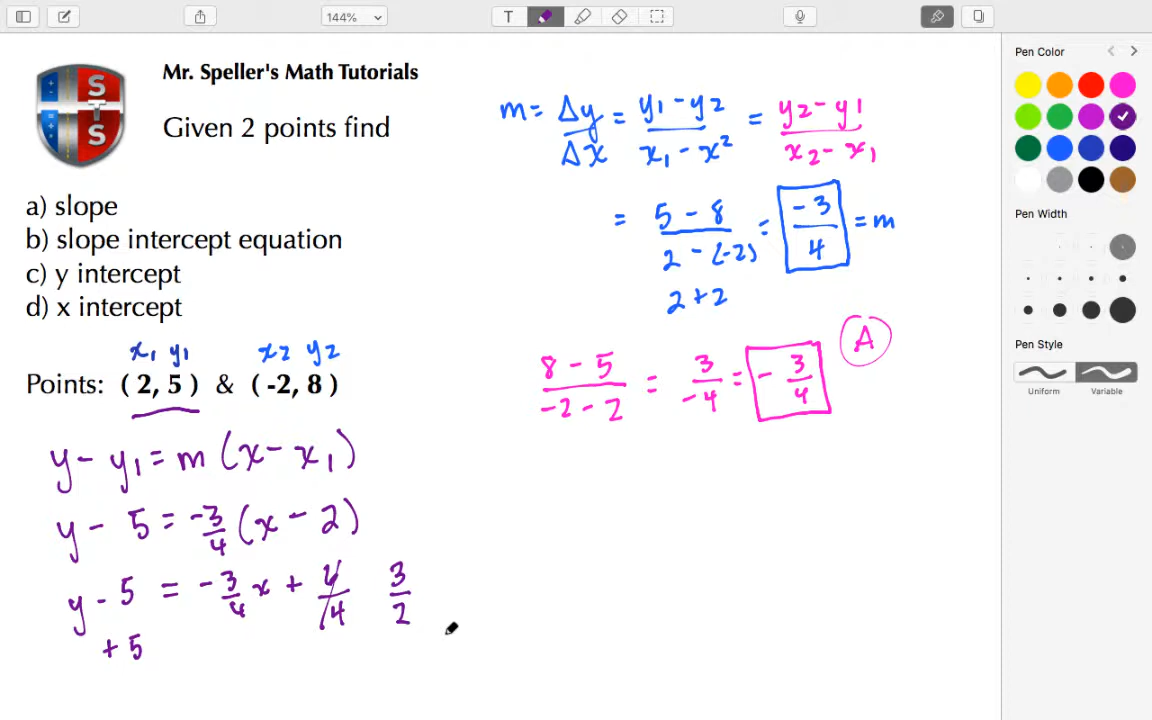 144%
T
Mr. Speller's Math Tutorials
STS
Given 2 points find
a) slope
b) slope intercept equation
c) y intercept
d) x intercept
x₁ y₁ x2 y2
Points: ( 2, 5 ) & ( -2, 8 )
y - y₁ = m (x - x₁)
y - 5 = -3/4 (x - 2)
y - 5 = -3/4 x + 6/4 3/2
+ 5
m = Δy/Δx = y₁ - y2/x₁ - x² = y2 - y1/x2 - x1
= 5 - 8/2 - (-2) = -3/4 = m
2 + 2
8 - 5/-2 - 2 = 3/-4 = - 3/4
A
Pen Color
Pen Width
Pen Style
Uniform
Variable